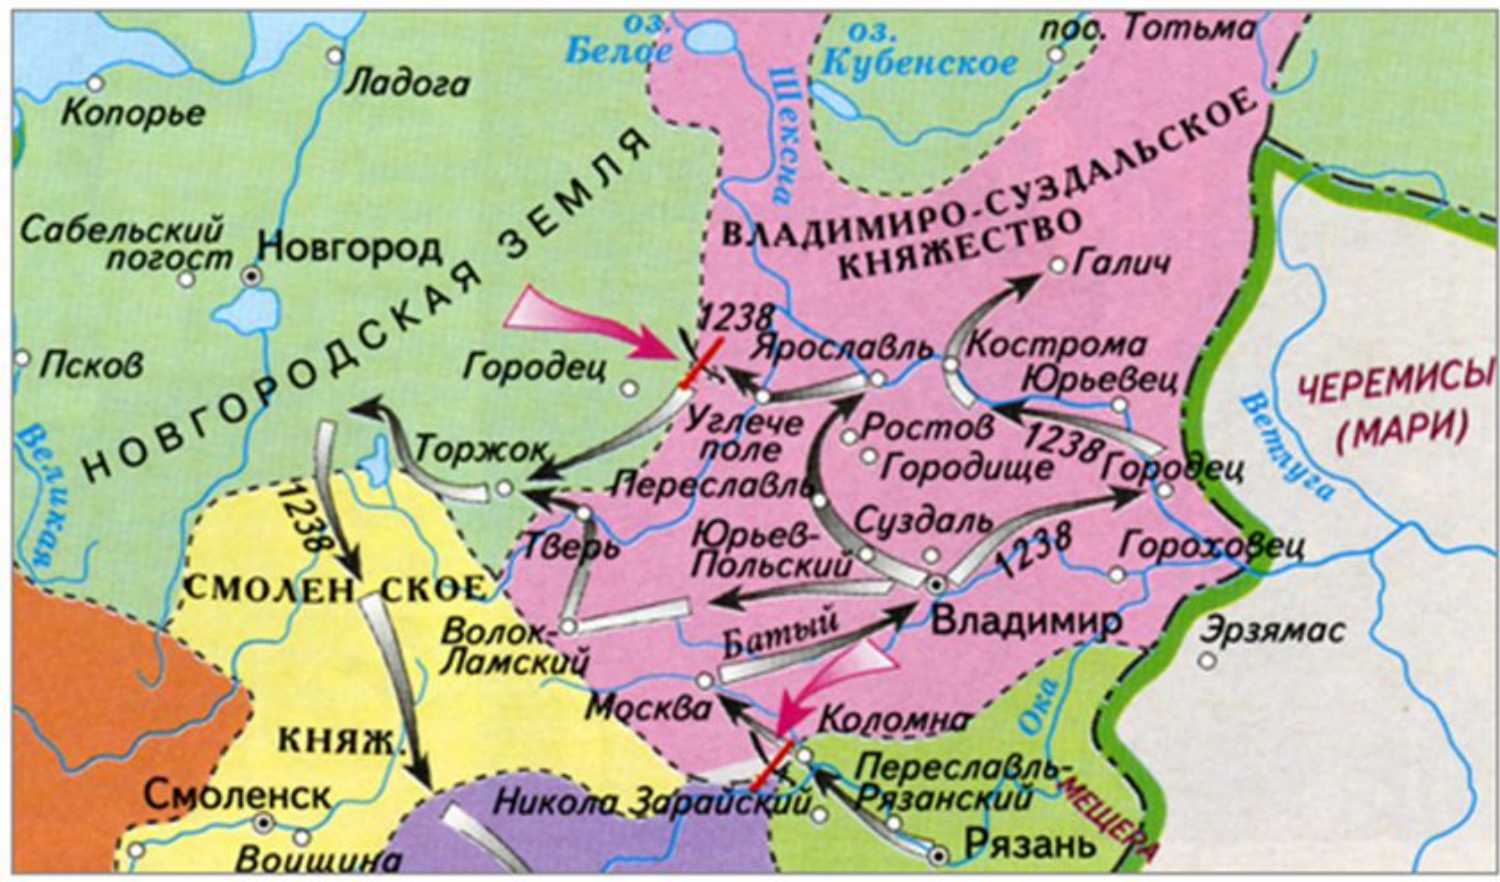 оз.
Белое
оз.
Кубенское
пос. Тотьма
Ладога
Копорье
Шексна
НОВГОРОДСКАЯ ЗЕМЛЯ
ВЛАДИМИРО-СУЗДАЛЬСКОЕ
КНЯЖЕСТВО
Сабельский
погост
Новгород
Галич
1238
Псков
Городец
Ярославль
Кострома
Юрьевец
ЧЕРЕМИСЫ
(МАРИ)
Ветлуга
Великая
Углече
поле
Ростов
1238
Городище
Городец
Торжок
Переславль
1238
Суздаль
Юрьев-
Польский
1238
Гороховец
Тверь
СМОЛЕН СКОЕ
Волок-
Ламский
Батый
Владимир
Эрзямас
Москва
Коломна
Ока
КНЯЖ.
Смоленск
Никола Зарайский
Переславль-
Рязанский
МЕЩЕРА
Воищина
Рязань